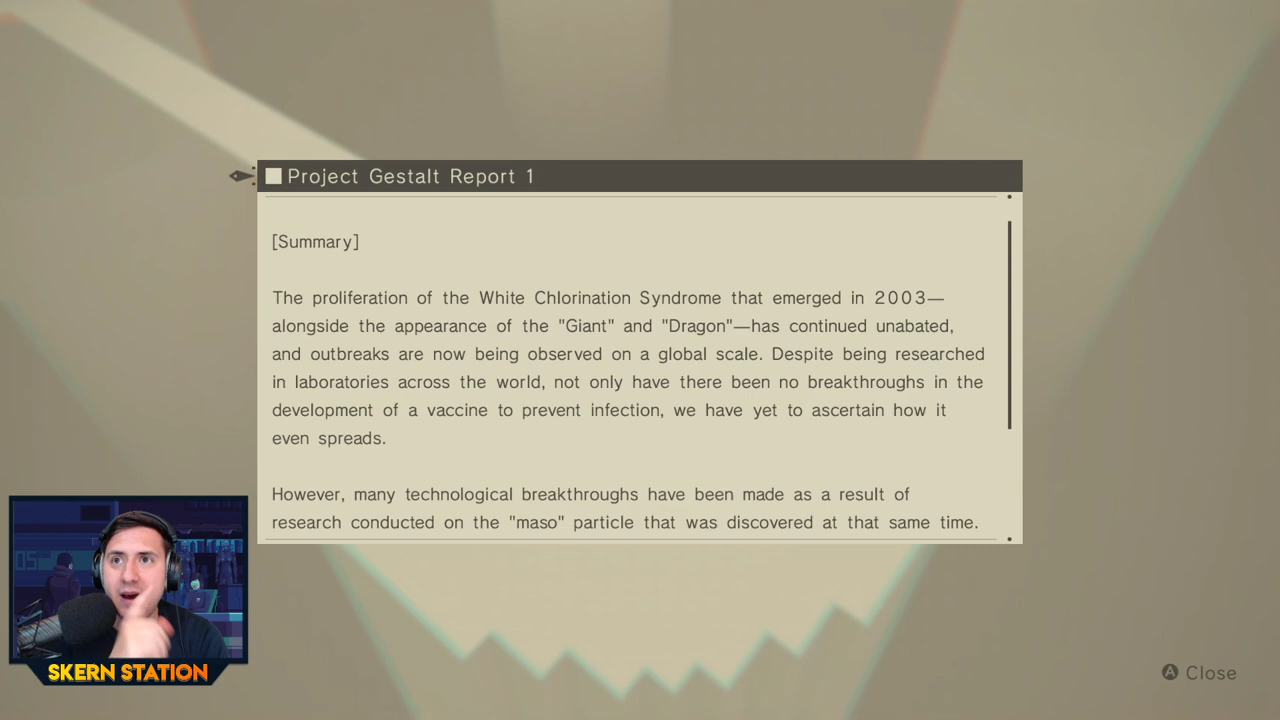 Project Gestalt Report 1
[Summary]
The proliferation of the White Chlorination Syndrome that emerged in 2003—
alongside the appearance of the "Giant" and "Dragon"—has continued unabated,
and outbreaks are now being observed on a global scale. Despite being researched
in laboratories across the world, not only have there been no breakthroughs in the
development of a vaccine to prevent infection, we have yet to ascertain how it
even spreads.
However, many technological breakthroughs have been made as a result of
research conducted on the "maso" particle that was discovered at that same time.
05
SKERN STATION
A Close